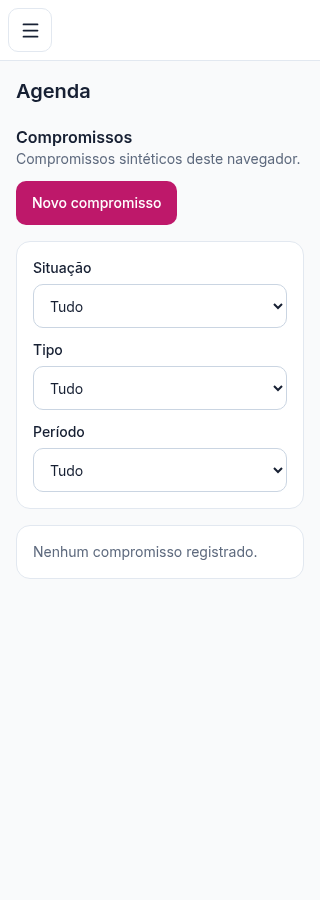 Agenda
Compromissos
Compromissos sintéticos deste navegador.
Novo compromisso
Situação
Tudo
Tipo
Tudo
Período
Tudo
Nenhum compromisso registrado.